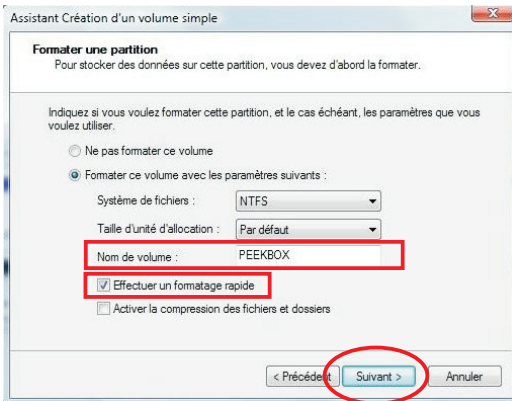 Assistant Création d'un volume simple
Formater une partition
Pour stocker des données sur cette partition, vous devez d'abord la formater.
Indiquez si vous voulez formater cette partition, et le cas échéant, les paramètres que vous
voulez utiliser.
Ne pas formater ce volume
Formater ce volume avec les paramètres suivants :
Système de fichiers : NTFS
Taille d'unité d'allocation : Par défaut
Nom de volume : PEEKBOX
Effectuer un formatage rapide
Activer la compression des fichiers et dossiers
< Précédent Suivant > Annuler